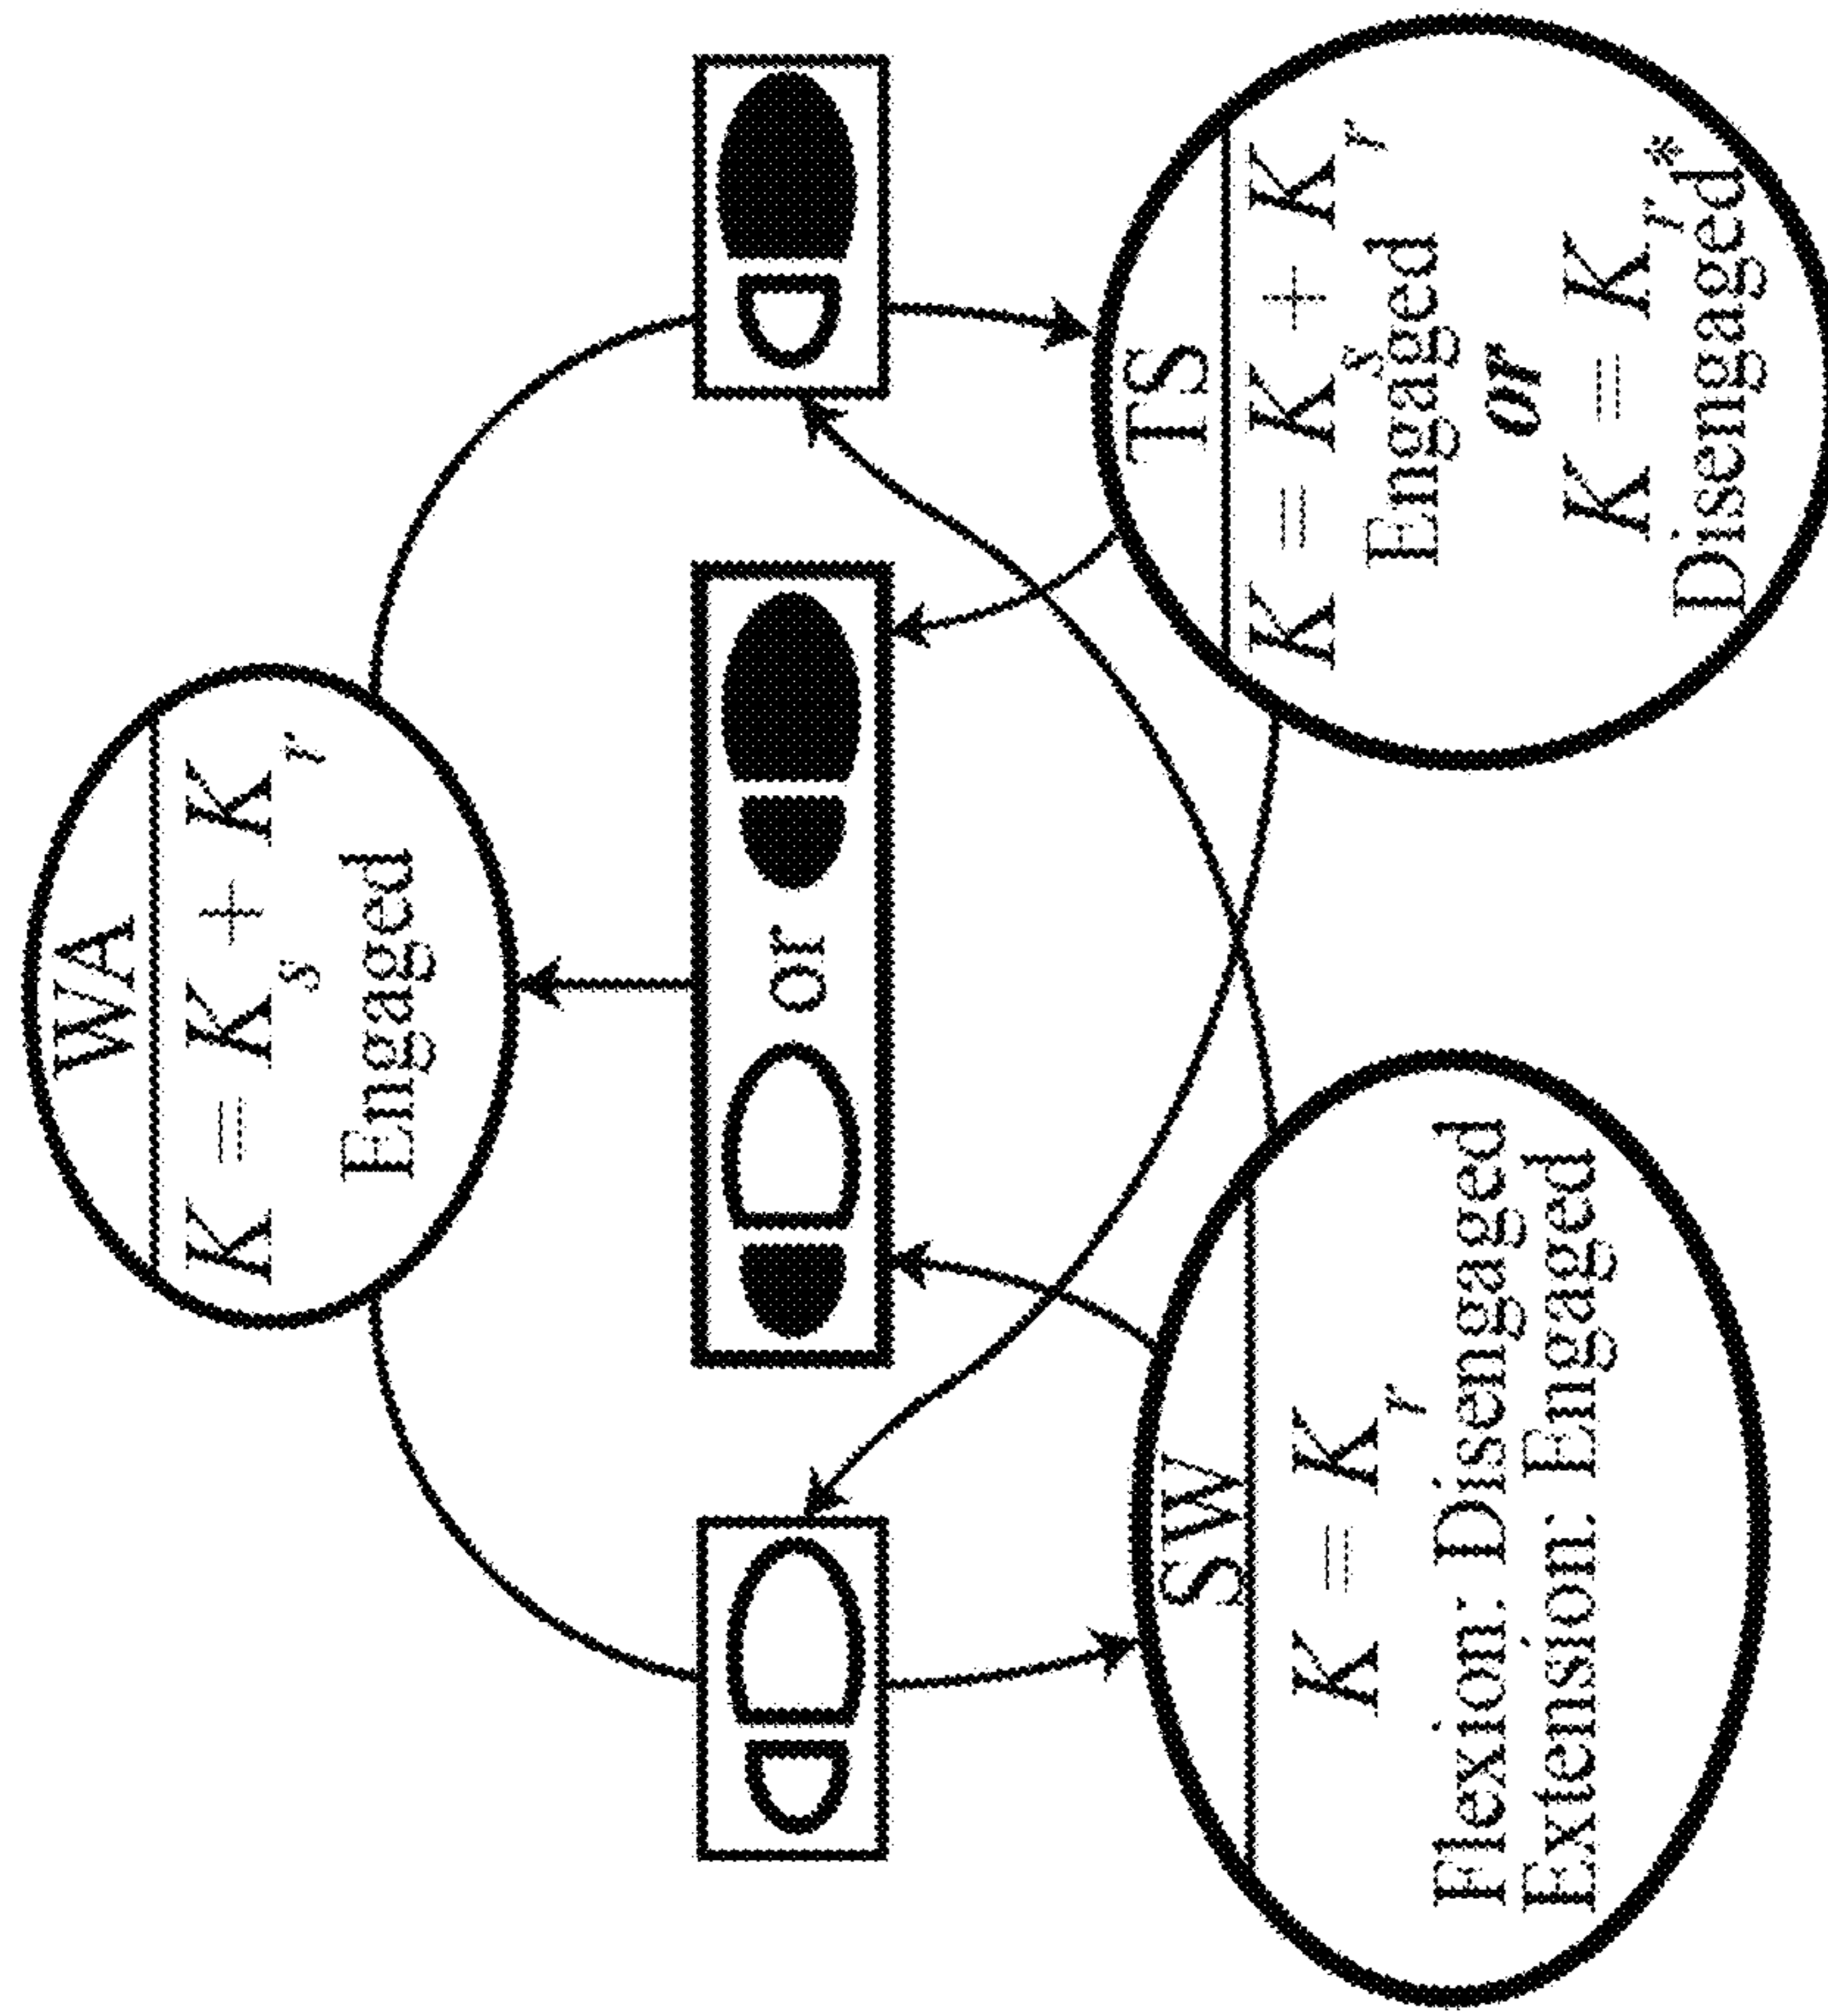 WA
K = K_s + K_r
Engaged
or
SW
K = K_r
Flexion: Disengaged
Extension: Engaged
TS
K = K_s + K_r
Engaged
or
K = K_r
Disengaged*